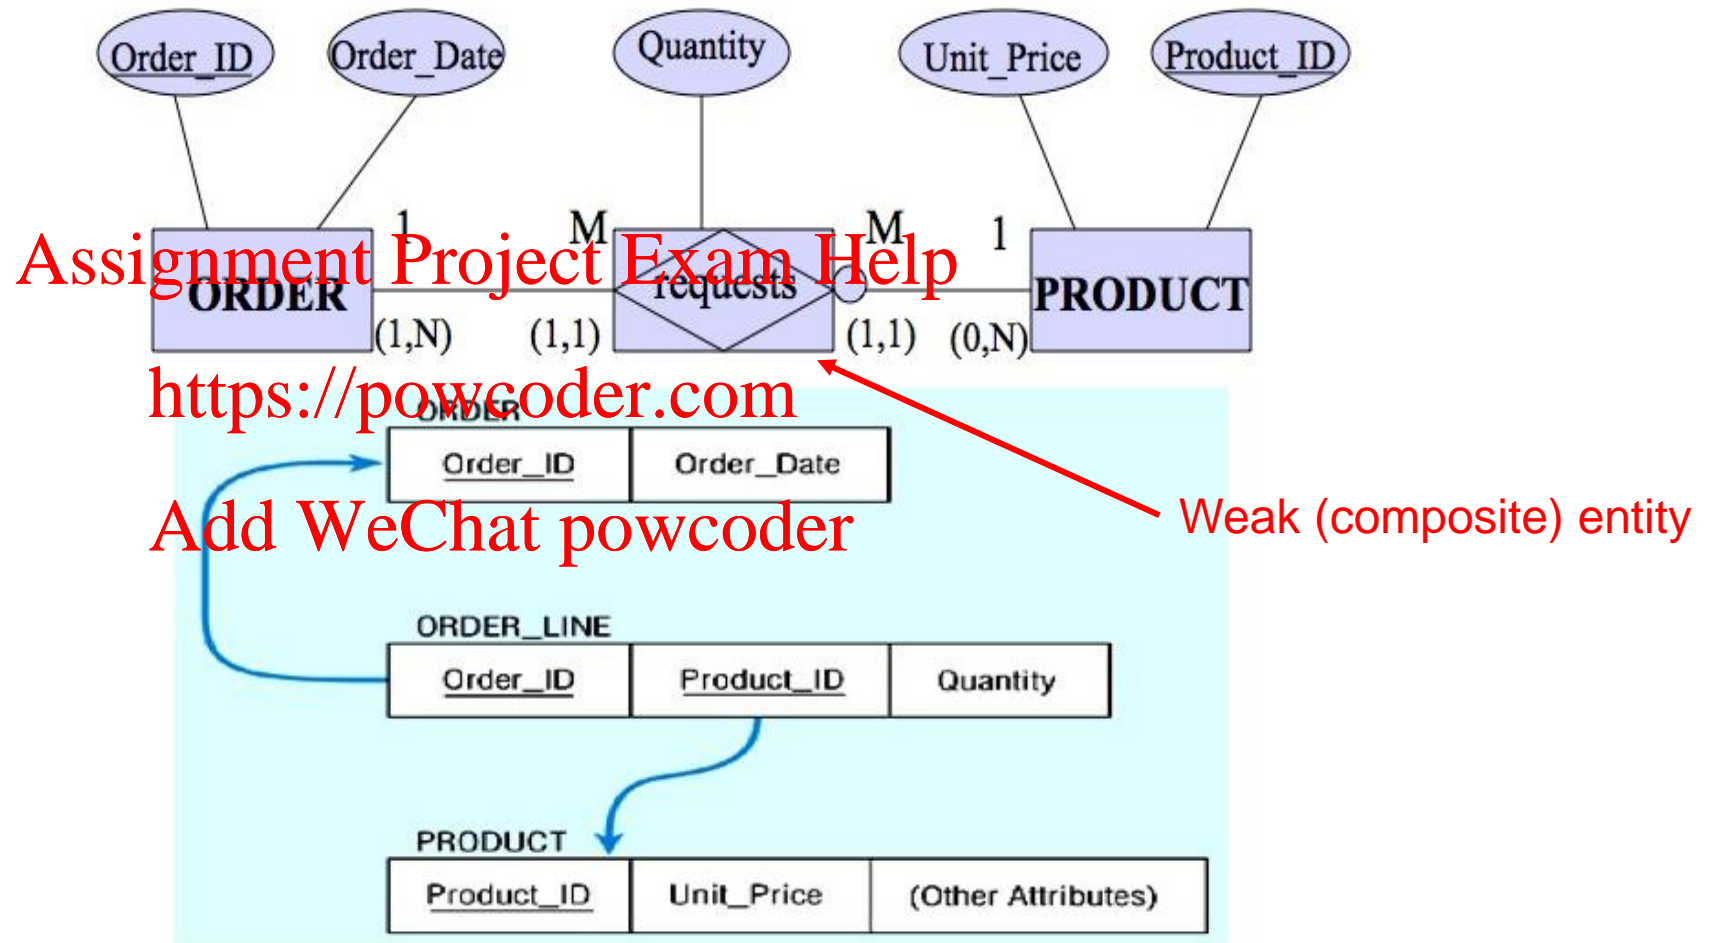 Order_ID Order_Date Quantity Unit_Price Product_ID
1 M M 1
Assignment Project Exam Help
ORDER requests PRODUCT
(1,N) (1,1) (1,1) (0,N)
https://powcoder.com
ORDER
Order_ID Order_Date
Add WeChat powcoder
Weak (composite) entity
ORDER_LINE
Order_ID Product_ID Quantity
PRODUCT
Product_ID Unit_Price (Other Attributes)